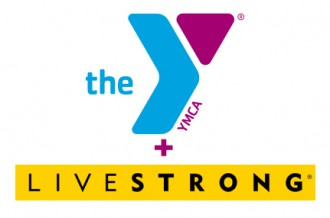 the Y®
YMCA
+
LIVESTRONG®